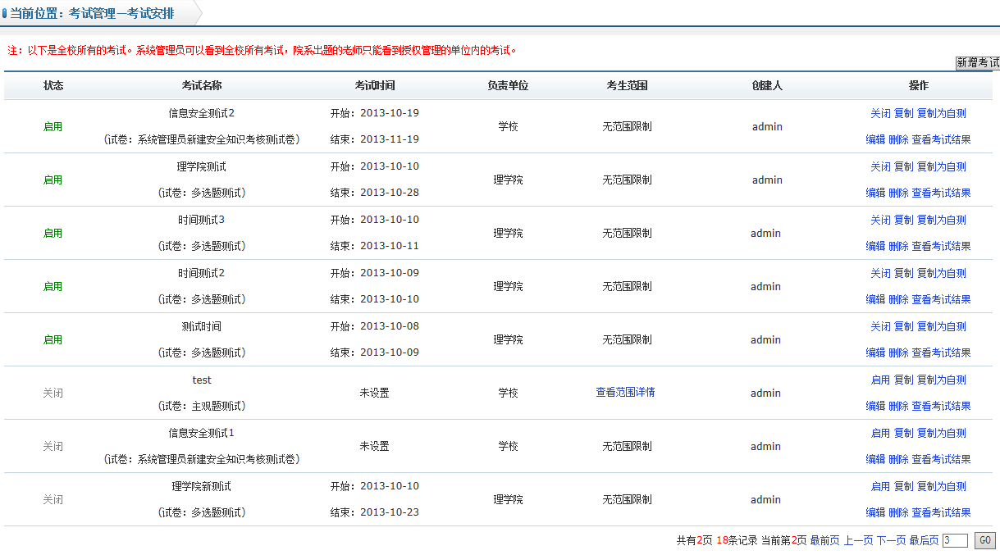 当前位置：考试管理—考试安排
注：以下是全校所有的考试。系统管理员可以看到全校所有考试，院系出题的老师只能看到授权管理的单位内的考试。
新增考试
状态 考试名称 考试时间 负责单位 考生范围 创建人 操作
信息安全测试2 开始：2013-10-19 关闭 复制 复制为自测
启用 学校 无范围限制 admin
（试卷：系统管理员新建安全知识考核测试卷） 结束：2013-11-19 编辑 删除 查看考试结果
理学院测试 开始：2013-10-10 关闭 复制 复制为自测
启用 理学院 无范围限制 admin
（试卷：多选题测试） 结束：2013-10-28 编辑 删除 查看考试结果
时间测试3 开始：2013-10-10 关闭 复制 复制为自测
启用 理学院 无范围限制 admin
（试卷：多选题测试） 结束：2013-10-11 编辑 删除 查看考试结果
时间测试2 开始：2013-10-09 关闭 复制 复制为自测
启用 理学院 无范围限制 admin
（试卷：多选题测试） 结束：2013-10-10 编辑 删除 查看考试结果
测试时间 开始：2013-10-08 关闭 复制 复制为自测
启用 理学院 无范围限制 admin
（试卷：多选题测试） 结束：2013-10-09 编辑 删除 查看考试结果
test 启用 复制 复制为自测
关闭 未设置 学校 查看范围详情 admin
（试卷：主观题测试） 编辑 删除 查看考试结果
信息安全测试1 启用 复制 复制为自测
关闭 未设置 学校 无范围限制 admin
（试卷：系统管理员新建安全知识考核测试卷） 编辑 删除 查看考试结果
理学院新测试 开始：2013-10-10 启用 复制 复制为自测
关闭 理学院 无范围限制 admin
（试卷：多选题测试） 结束：2013-10-23 编辑 删除 查看考试结果
共有2页 18条记录 当前第2页 最前页 上一页 下一页 最后页 3 GO